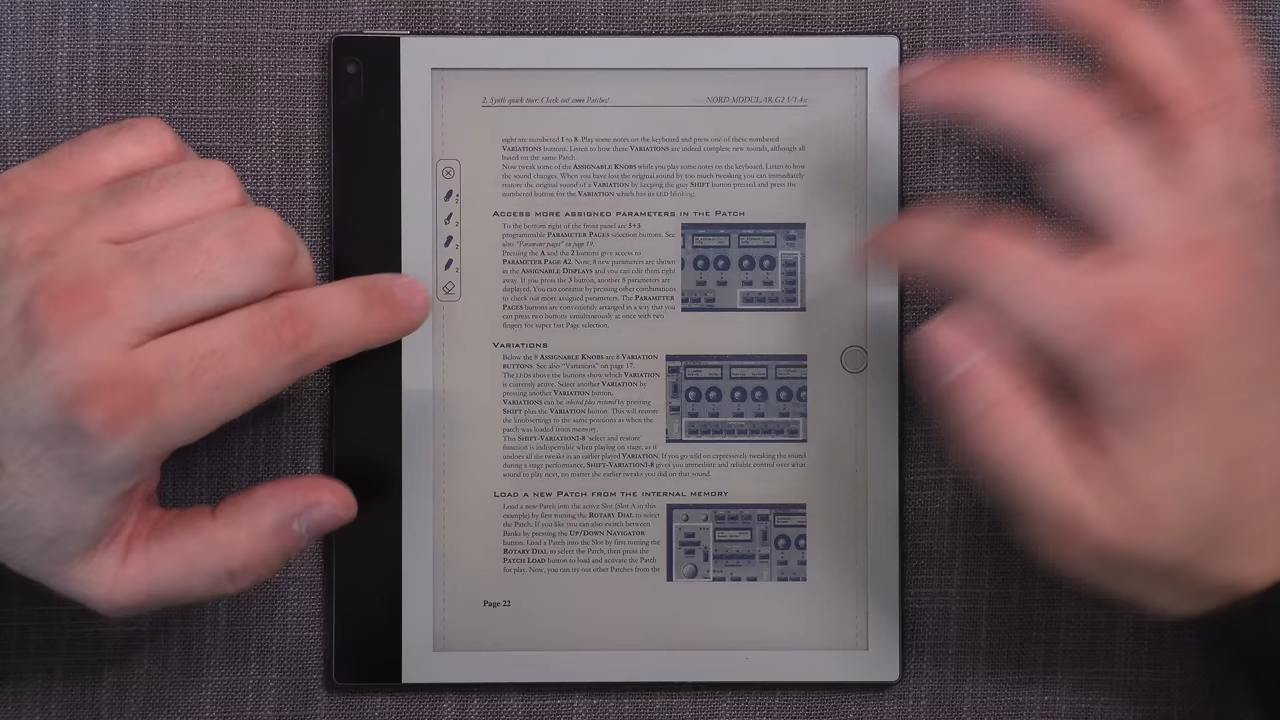 2. Synth quick tour: Check out some Patches!
NORD MODULAR G2 V1.4x
eight are numbered 1 to 8. Play some notes on the keyboard and press one of these numbered
VARIATIONS buttons. Listen to how these VARIATIONS are indeed complete new sounds, although all
based on the same Patch.
Now tweak some of the ASSIGNABLE KNOBS while you play some notes on the keyboard. Listen to how
the sound changes. When you have lost the original sound by too much tweaking you can immediately
restore the original sound of a VARIATION by keeping the grey SHIFT button pressed and press the
numbered button for the VARIATION which has its LED blinking.
ACCESS MORE ASSIGNED PARAMETERS IN THE PATCH
To the bottom right of the front panel are 5+3
programmable PARAMETER PAGES selection buttons. See
also "Parameter pages" on page 19.
Pressing the A and the 2 buttons give access to
PARAMETER PAGE A2. Now, 8 new parameters are shown
in the ASSIGNABLE DISPLAYS and you can edit them right
away. If you press the 3 button, another 8 parameters are
displayed. You can continue by pressing other combinations
to check out more assigned parameters. The PARAMETER
PAGES buttons are conveniently arranged in a way that you
can press two buttons simultaneously at once with two
fingers for super fast Page selection.
VARIATIONS
Below the 8 ASSIGNABLE KNOBS are 8 VARIATION
BUTTONS. See also "Variations" on page 17.
The LEDs above the buttons show which VARIATION
is currently active. Select another VARIATION by
pressing another VARIATION button.
VARIATIONS can be selected plus restored by pressing
SHIFT plus the VARIATION button. This will restore
the knobsettings to the same positions as when the
patch was loaded from memory.
This SHIFT-VARIATION1-8 'select and restore'
function is indispensible when playing on stage, as it
undoes all the tweaks in an earlier played VARIATION. If you go wild on expressively tweaking the sound
during a stage performance, SHIFT-VARIATION1-8 gives you immediate and reliable control over what
sound to play next, no matter the earlier tweaks you did on that sound.
LOAD A NEW PATCH FROM THE INTERNAL MEMORY
Load a new Patch into the active Slot (Slot A in this
example) by first turning the ROTARY DIAL to select
the Patch. If you like you can also switch between
Banks by pressing the UP/DOWN NAVIGATOR
button. Load a Patch into the Slot by first turning the
ROTARY DIAL to select the Patch, then press the
PATCH LOAD button to load and activate the Patch
for play. Now, you can try out other Patches from the
Page 22